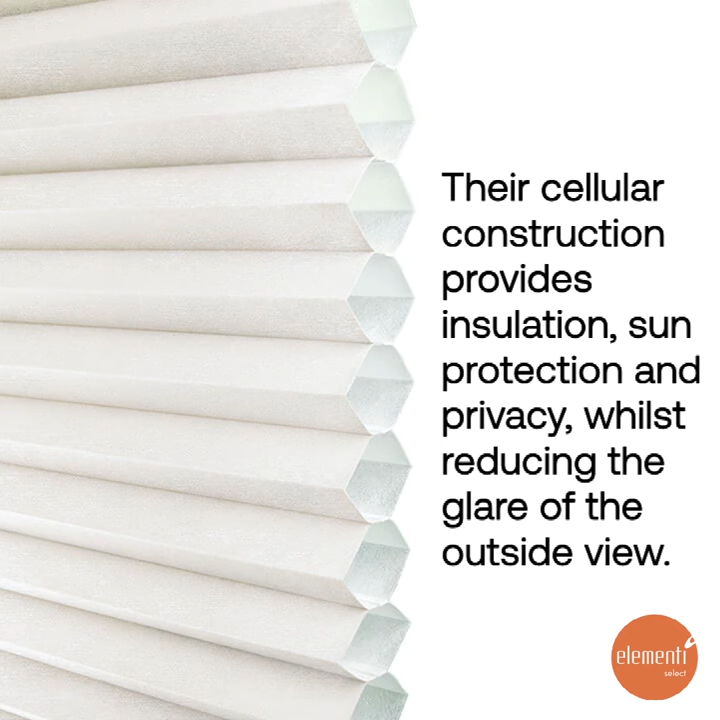 Their cellular
construction
provides
insulation, sun
protection and
privacy, whilst
reducing the
glare of the
outside view.
elementi
select